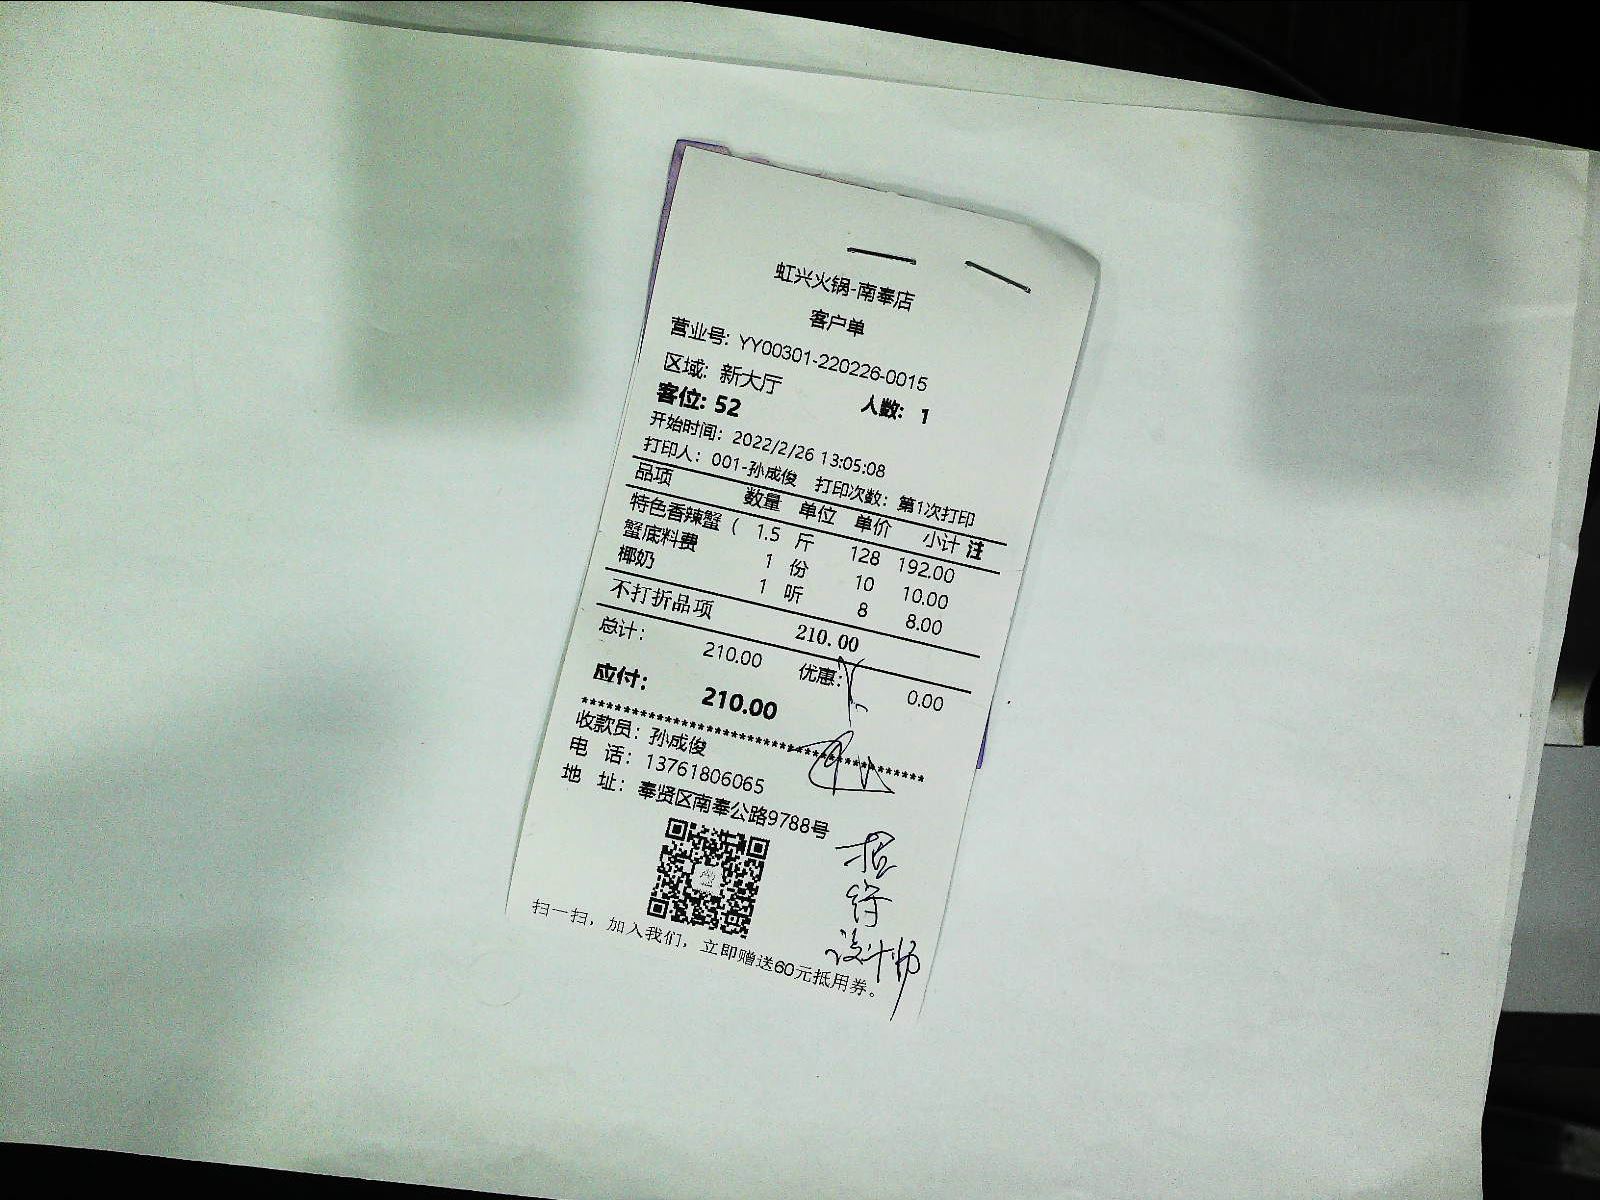 虹兴火锅-南奉店
客户单
营业号: YY00301-220226-0015
区域: 新大厅
客位: 52 人数: 1
开始时间: 2022/2/26 13:05:08
打印人: 001-孙成俊 打印次数: 第1次打印
品项 数量 单位 单价 小计 注
特色香辣蟹 ( 1.5 斤 128 192.00
蟹底料费 1 份 10 10.00
椰奶 1 听 8 8.00
不打折品项 210.00
总计: 210.00 优惠: 0.00
应付: 210.00
****************************************
收款员: 孙成俊
电 话: 13761806065
地 址: 奉贤区南奉公路9788号
招待
设计师
扫一扫, 加入我们, 立即赠送60元抵用券。